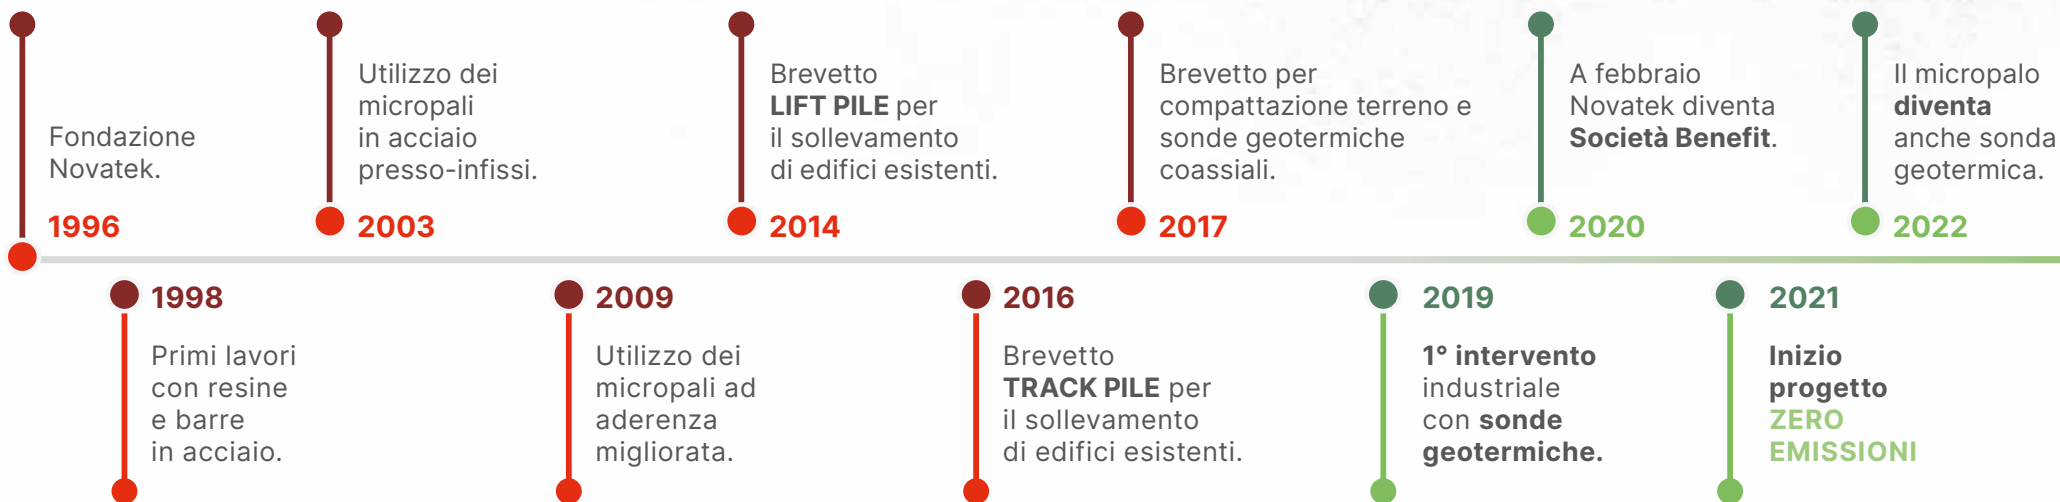 Fondazione
Novatek.
1996
Utilizzo dei
micropali
in acciaio
presso-infissi.
2003
Brevetto
LIFT PILE per
il sollevamento
di edifici esistenti.
2014
Brevetto per
compattazione terreno e
sonde geotermiche
coassiali.
2017
A febbraio
Novatek diventa
Società Benefit.
2020
Il micropalo
diventa
anche sonda
geotermica.
2022
1998
Primi lavori
con resine
e barre
in acciaio.
2009
Utilizzo dei
micropali ad
aderenza
migliorata.
2016
Brevetto
TRACK PILE per
il sollevamento
di edifici esistenti.
2019
1° intervento
industriale
con sonde
geotermiche.
2021
Inizio
progetto
ZERO
EMISSIONI